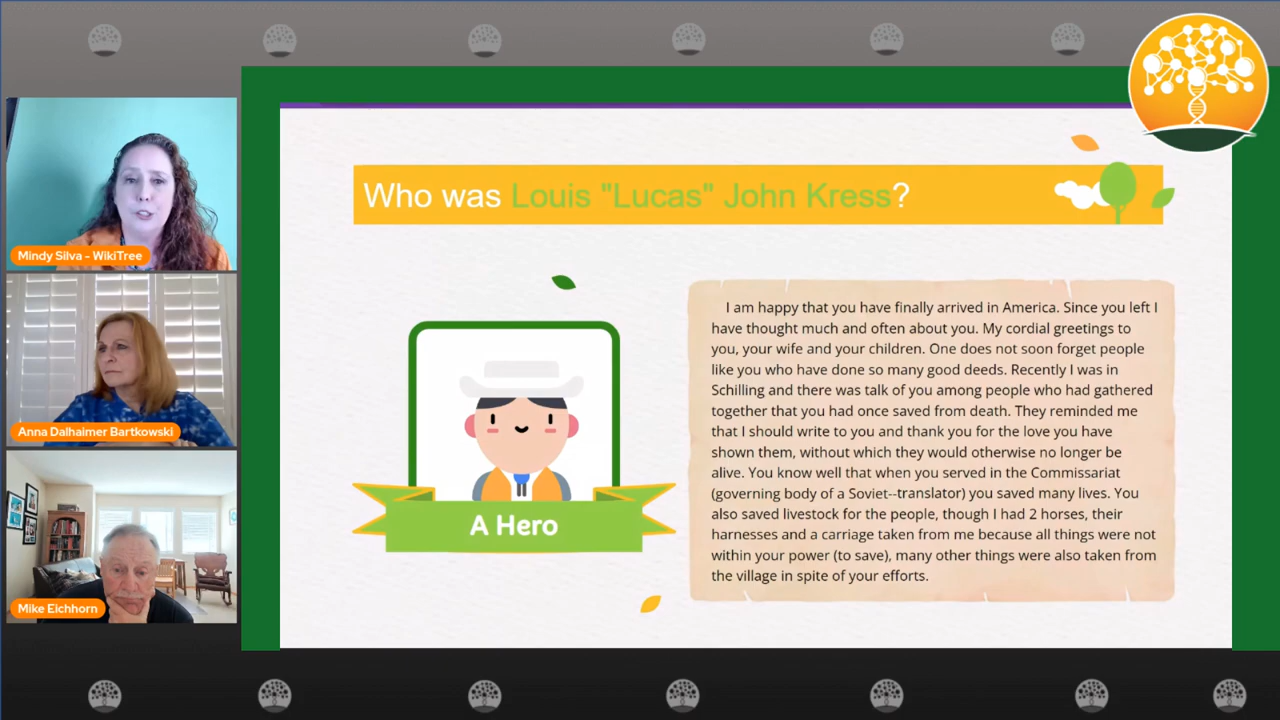 Mindy Silva - WikiTree
Anna Dalhaimer Bartkowski
Mike Eichhorn
Who was Louis "Lucas" John Kress?
A Hero
I am happy that you have finally arrived in America. Since you left I
have thought much and often about you. My cordial greetings to
you, your wife and your children. One does not soon forget people
like you who have done so many good deeds. Recently I was in
Schilling and there was talk of you among people who had gathered
together that you had once saved from death. They reminded me
that I should write to you and thank you for the love you have
shown them, without which they would otherwise no longer be
alive. You know well that when you served in the Commissariat
(governing body of a Soviet--translator) you saved many lives. You
also saved livestock for the people, though I had 2 horses, their
harnesses and a carriage taken from me because all things were not
within your power (to save), many other things were also taken from
the village in spite of your efforts.